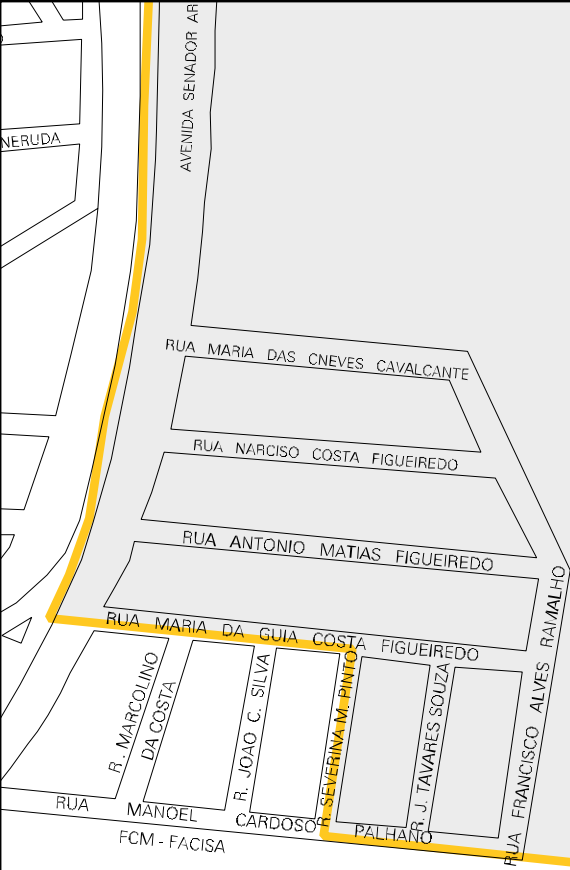 AVENIDA SENADOR AR
NERUDA
RUA MARIA DAS CNEVES CAVALCANTE
RUA NARCISO COSTA FIGUEIREDO
RUA ANTONIO MATIAS FIGUEIREDO
RUA MARIA DA GUIA COSTA FIGUEIREDO
R. MARCOLINO
DA COSTA
R. JOAO C. SILVA
R. SEVERINA M. PINTO
R. J. TAVARES SOUZA
RUA FRANCISCO ALVES RAMALHO
RUA MANOEL CARDOSO PALHANO
FCM - FACISA